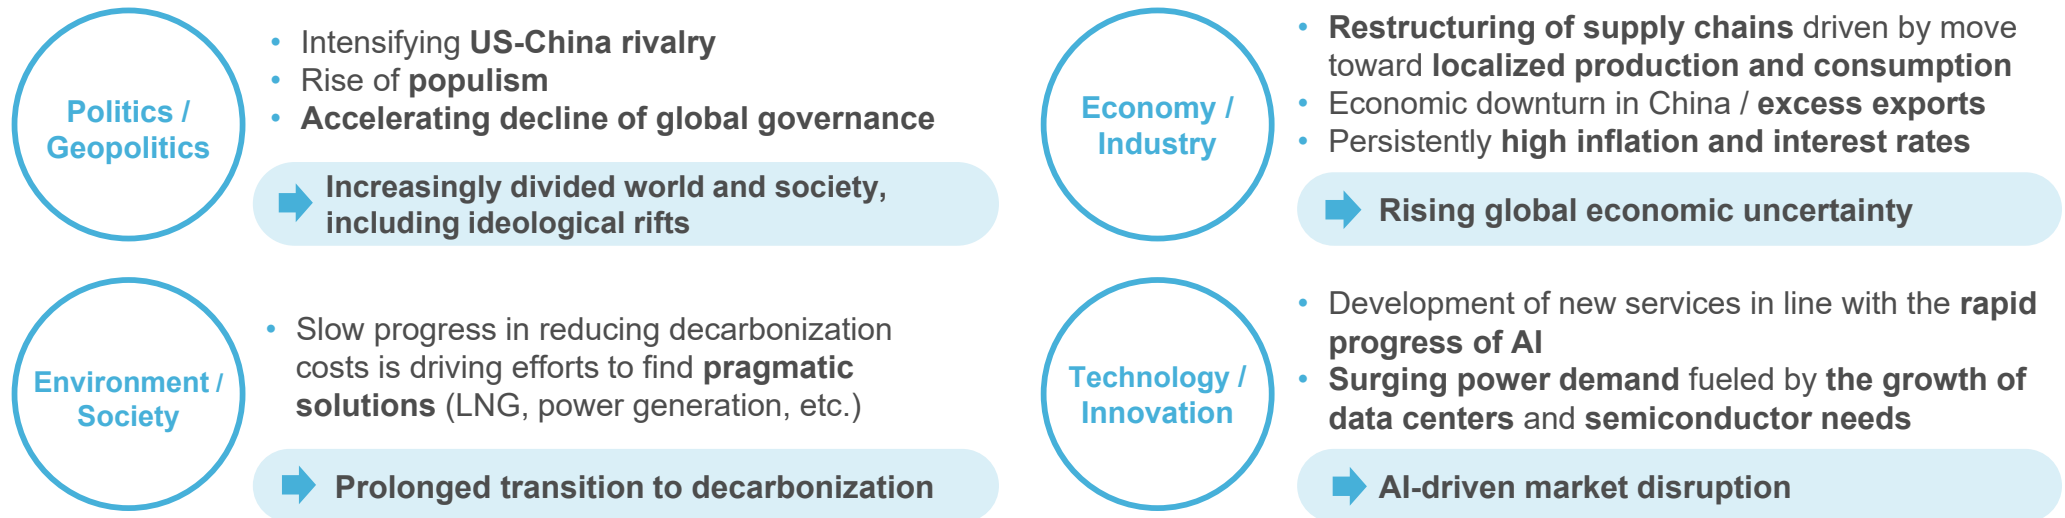 Politics /
Geopolitics
• Intensifying US-China rivalry
• Rise of populism
• Accelerating decline of global governance
Increasingly divided world and society,
including ideological rifts
Economy /
Industry
• Restructuring of supply chains driven by move
toward localized production and consumption
• Economic downturn in China / excess exports
• Persistently high inflation and interest rates
Rising global economic uncertainty
Environment /
Society
• Slow progress in reducing decarbonization
costs is driving efforts to find pragmatic
solutions (LNG, power generation, etc.)
Prolonged transition to decarbonization
Technology /
Innovation
• Development of new services in line with the rapid
progress of AI
• Surging power demand fueled by the growth of
data centers and semiconductor needs
AI-driven market disruption